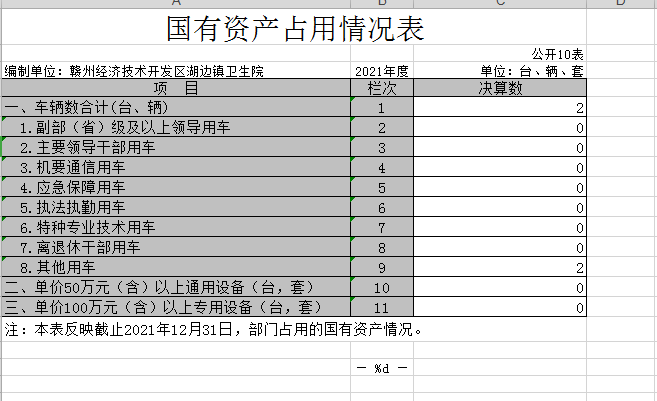 A B C D
国有资产占用情况表
公开10表
编制单位：赣州经济技术开发区湖边镇卫生院 2021年度 单位：台、辆、套
项 目 栏次 决算数
一、车辆数合计(台、辆) 1 2
1.副部（省）级及以上领导用车 2 0
2.主要领导干部用车 3 0
3.机要通信用车 4 0
4.应急保障用车 5 0
5.执法执勤用车 6 0
6.特种专业技术用车 7 0
7.离退休干部用车 8 0
8.其他用车 9 2
二、单价50万元（含）以上通用设备（台，套） 10 0
三、单价100万元（含）以上专用设备（台，套） 11 0
注：本表反映截止2021年12月31日，部门占用的国有资产情况。
— %d —